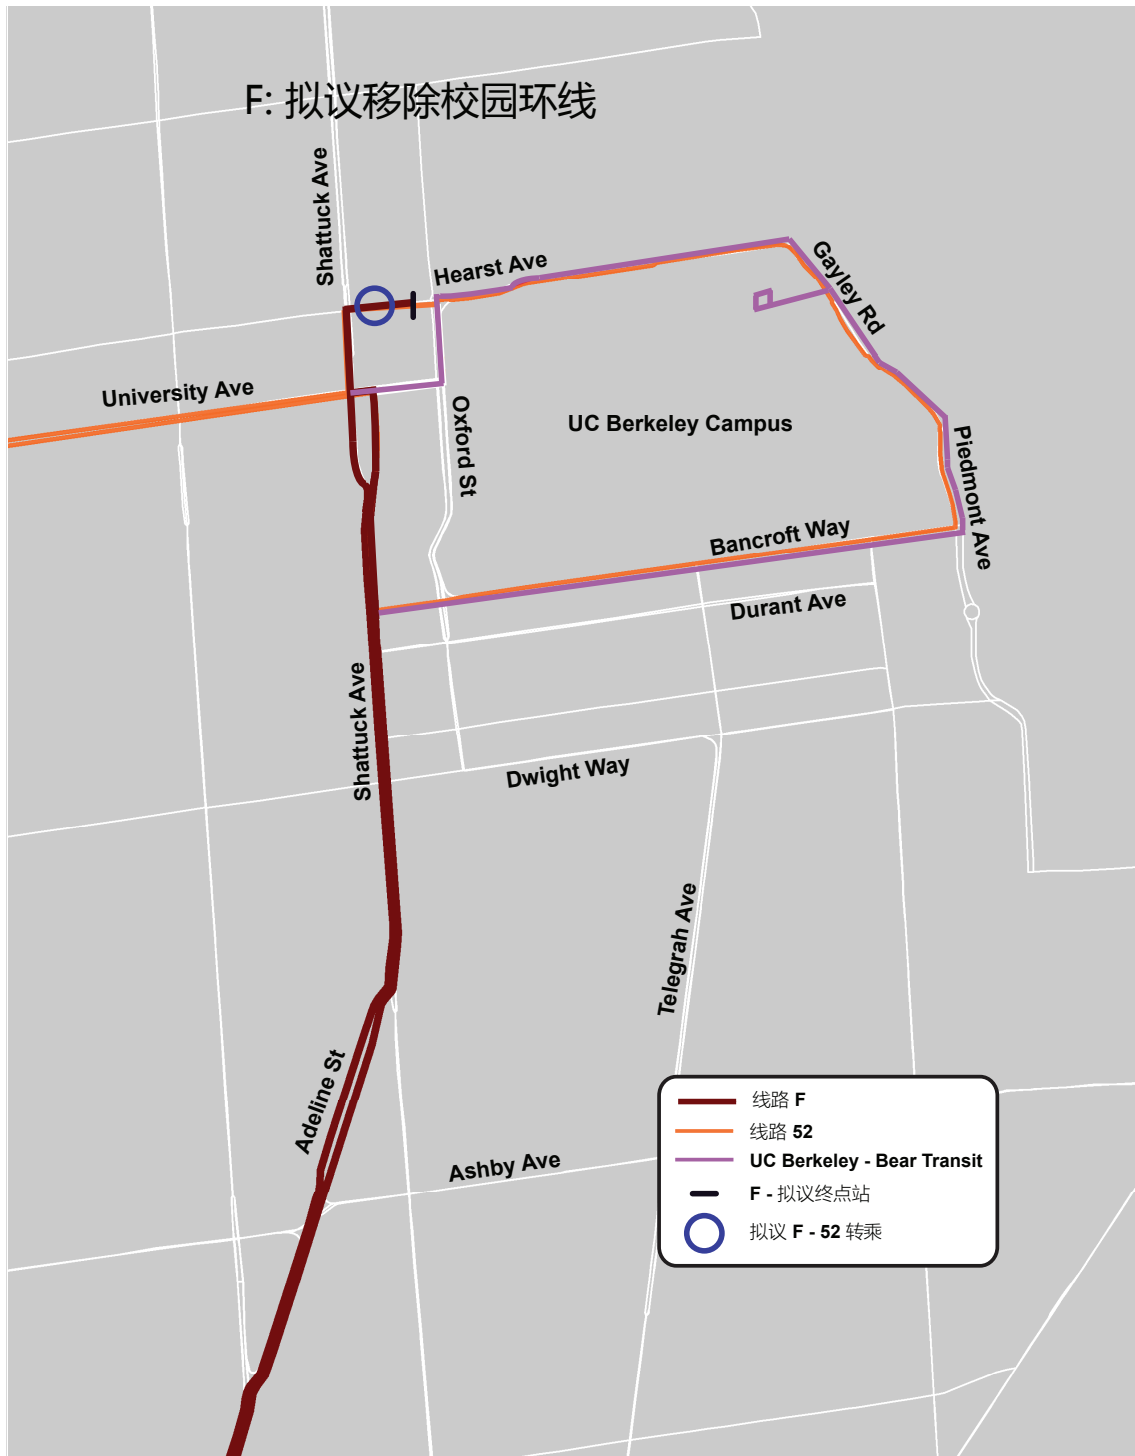 F: 拟议移除校园环线
Shattuck Ave
Hearst Ave
Gayley Rd
University Ave
Oxford St
UC Berkeley Campus
Piedmont Ave
Bancroft Way
Durant Ave
Shattuck Ave
Dwight Way
Telegrah Ave
Adeline St
Ashby Ave
线路 F
线路 52
UC Berkeley - Bear Transit
F - 拟议终点站
拟议 F - 52 转乘